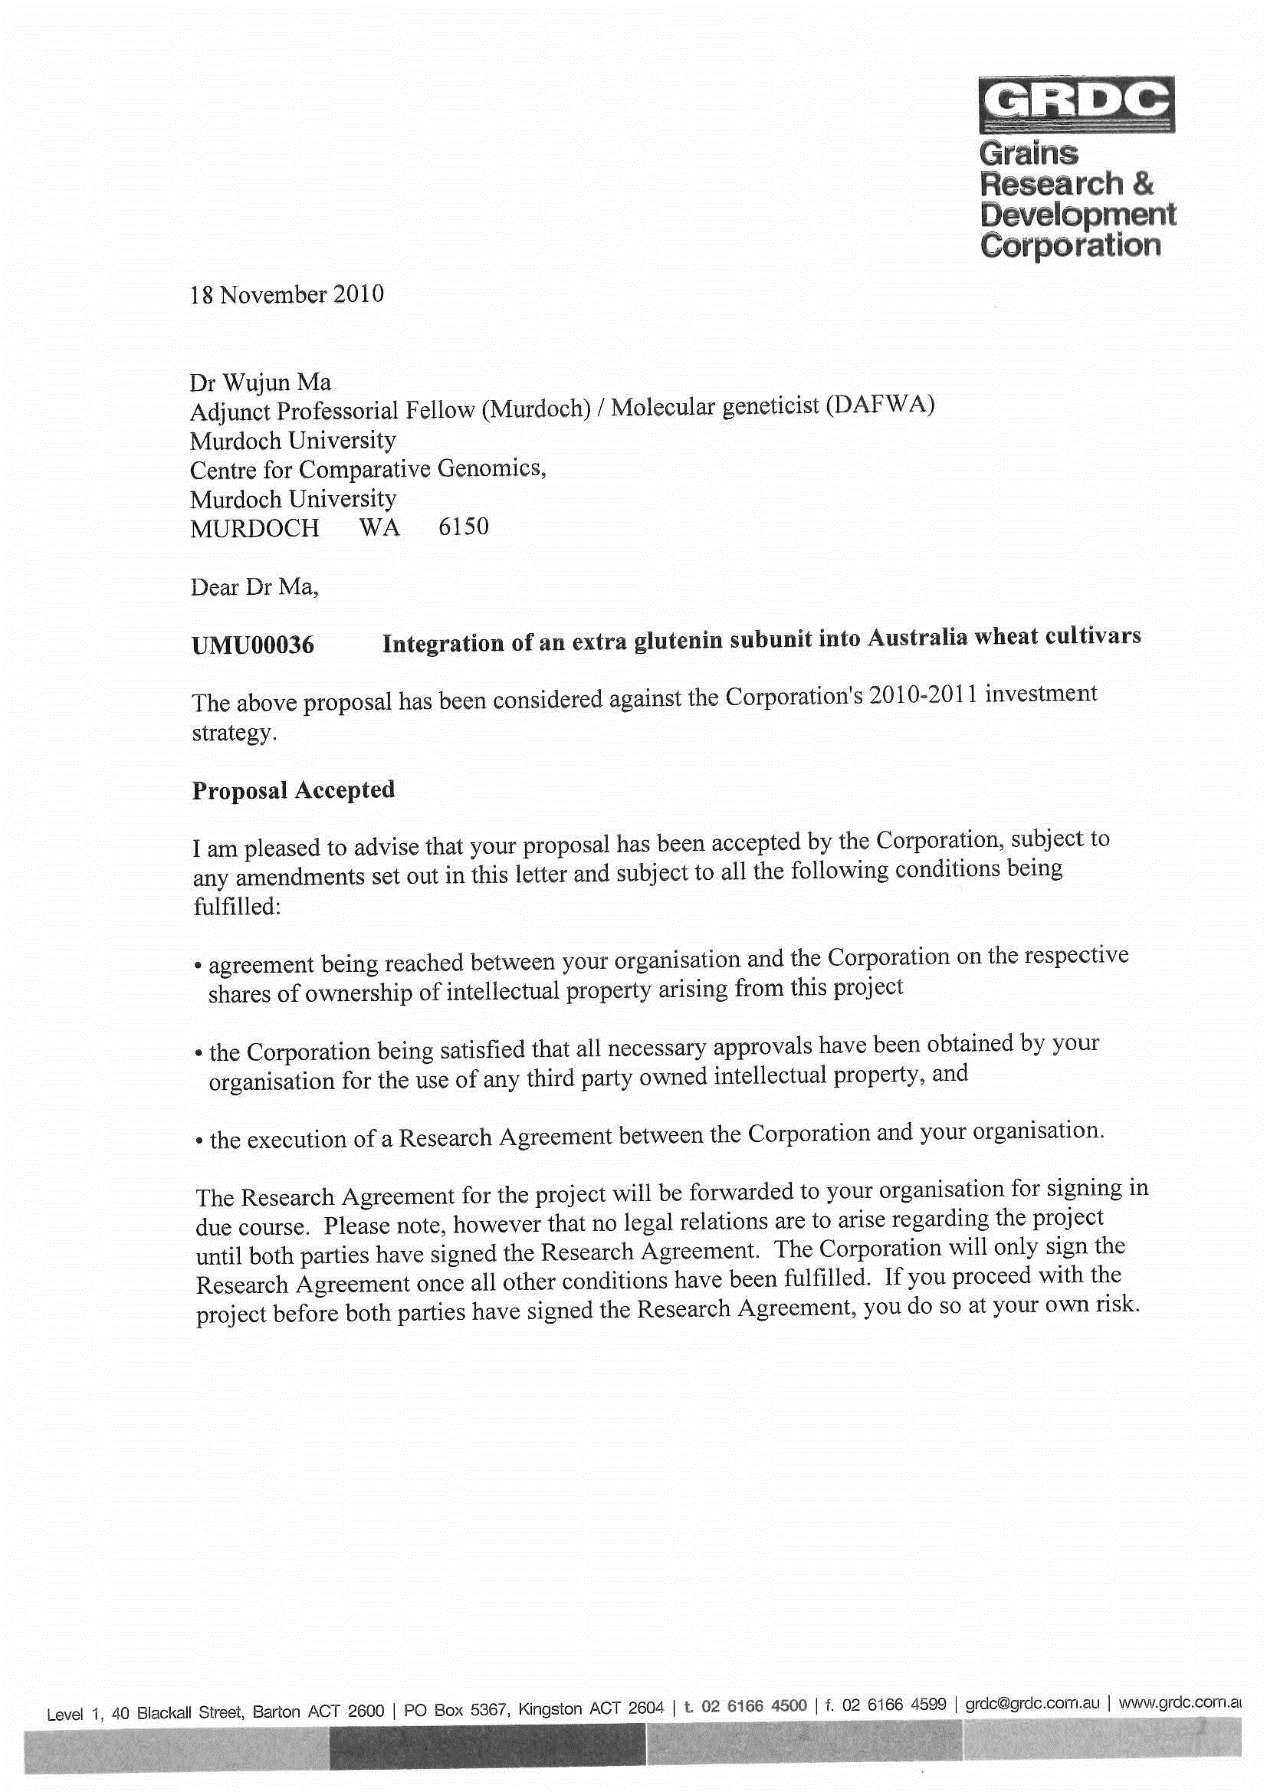 GRDC
Grains
Research &
Development
Corporation
18 November 2010
Dr Wujun Ma
Adjunct Professorial Fellow (Murdoch) / Molecular geneticist (DAFWA)
Murdoch University
Centre for Comparative Genomics,
Murdoch University
MURDOCH WA 6150
Dear Dr Ma,
UMU00036 Integration of an extra glutenin subunit into Australia wheat cultivars
The above proposal has been considered against the Corporation's 2010-2011 investment
strategy.
Proposal Accepted
I am pleased to advise that your proposal has been accepted by the Corporation, subject to
any amendments set out in this letter and subject to all the following conditions being
fulfilled:
• agreement being reached between your organisation and the Corporation on the respective
shares of ownership of intellectual property arising from this project
• the Corporation being satisfied that all necessary approvals have been obtained by your
organisation for the use of any third party owned intellectual property, and
• the execution of a Research Agreement between the Corporation and your organisation.
The Research Agreement for the project will be forwarded to your organisation for signing in
due course. Please note, however that no legal relations are to arise regarding the project
until both parties have signed the Research Agreement. The Corporation will only sign the
Research Agreement once all other conditions have been fulfilled. If you proceed with the
project before both parties have signed the Research Agreement, you do so at your own risk.
Level 1, 40 Blackall Street, Barton ACT 2600 | PO Box 5367, Kingston ACT 2604 | t. 02 6166 4500 | f. 02 6166 4599 | grdc@grdc.com.au | www.grdc.com.au